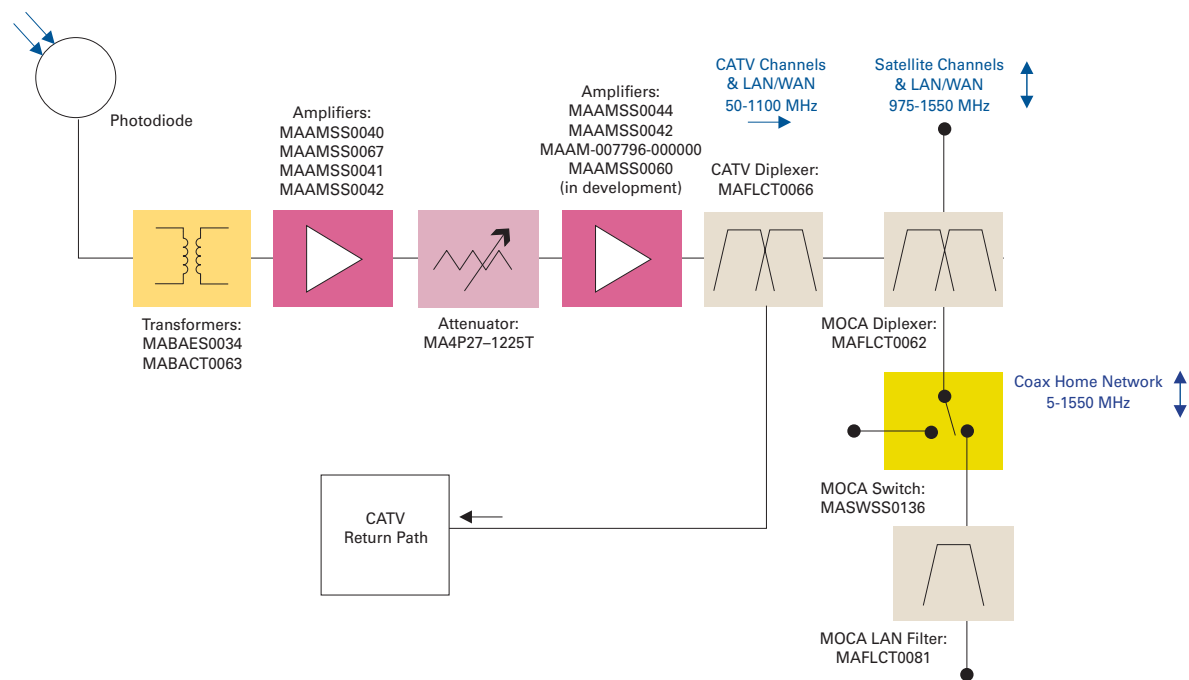 Photodiode
Amplifiers:
MAAMSS0040
MAAMSS0067
MAAMSS0041
MAAMSS0042
Amplifiers:
MAAMSS0044
MAAMSS0042
MAAM-007796-000000
MAAMSS0060
(in development)
CATV Channels
& LAN/WAN
50-1100 MHz
CATV Diplexer:
MAFLCT0066
Satellite Channels
& LAN/WAN
975-1550 MHz
Transformers:
MABAES0034
MABACT0063
Attenuator:
MA4P27–1225T
MOCA Diplexer:
MAFLCT0062
Coax Home Network
5-1550 MHz
MOCA Switch:
MASWSS0136
CATV
Return Path
MOCA LAN Filter:
MAFLCT0081